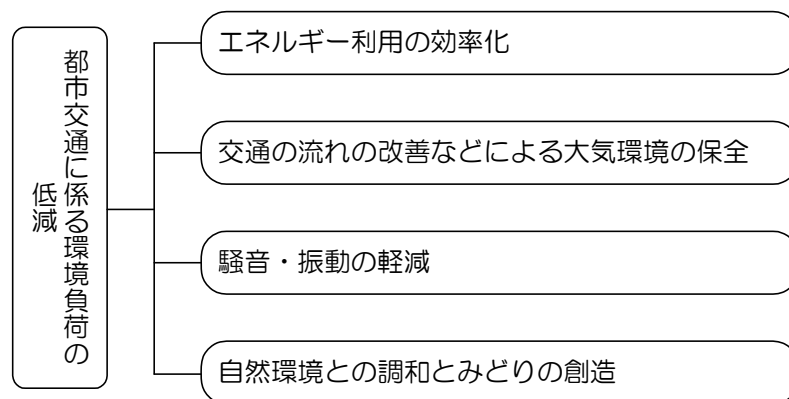 都市交通に係る環境負荷の
低減
エネルギー利用の効率化
交通の流れの改善などによる大気環境の保全
騒音・振動の軽減
自然環境との調和とみどりの創造